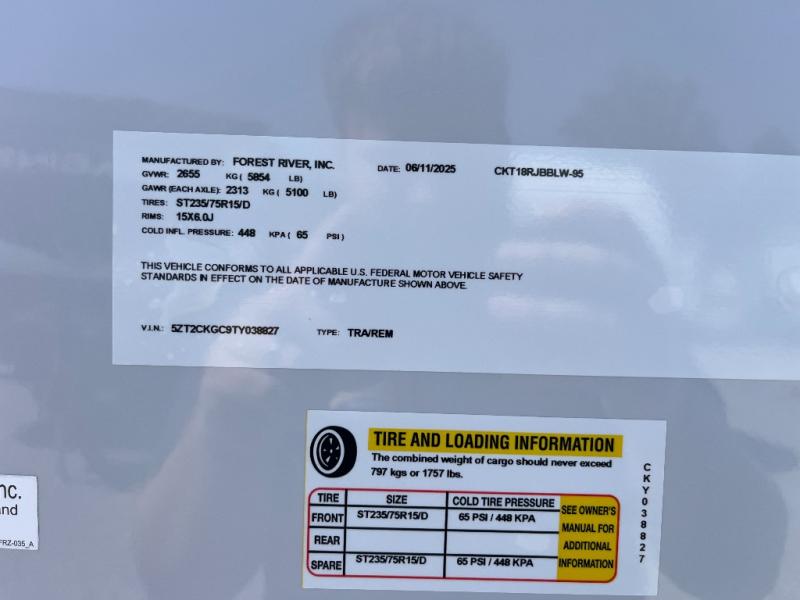 MANUFACTURED BY: FOREST RIVER, INC. DATE: 06/11/2025 CKT18RJBBLW-95
GVWR: 2655 KG ( 5854 LB)
GAWR (EACH AXLE): 2313 KG ( 5100 LB)
TIRES: ST235/75R15/D
RIMS: 15X6.0J
COLD INFL. PRESSURE: 448 KPA ( 65 PSI )
THIS VEHICLE CONFORMS TO ALL APPLICABLE U.S. FEDERAL MOTOR VEHICLE SAFETY
STANDARDS IN EFFECT ON THE DATE OF MANUFACTURE SHOWN ABOVE.
V.I.N.: 5ZT2CKGC9TY038827 TYPE: TRA/REM
TIRE AND LOADING INFORMATION
The combined weight of cargo should never exceed
797 kgs or 1757 lbs.
TIRE SIZE COLD TIRE PRESSURE
FRONT ST235/75R15/D 65 PSI / 448 KPA
REAR
SPARE ST235/75R15/D 65 PSI / 448 KPA
SEE OWNER'S
MANUAL FOR
ADDITIONAL
INFORMATION
CKY038827
nc.
and
FRZ-035_A